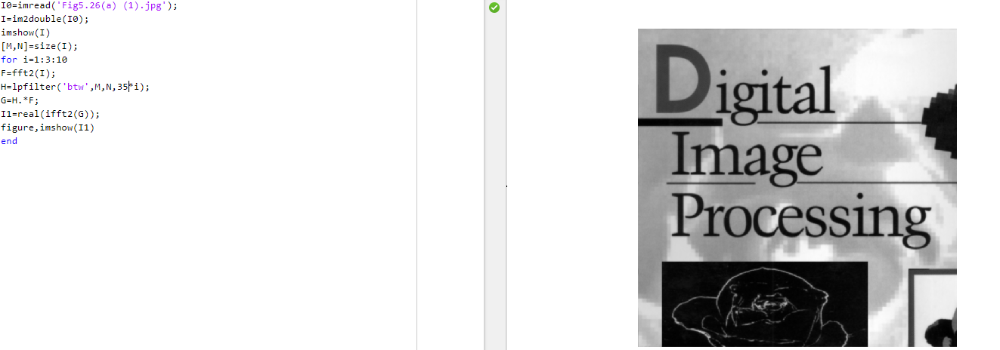 I0=imread('Fig5.26(a) (1).jpg');
I=im2double(I0);
imshow(I)
[M,N]=size(I);
for i=1:3:10
F=fft2(I);
H=lpfilter('btw',M,N,35*i);
G=H.*F;
I1=real(ifft2(G));
figure,imshow(I1)
end
Digital
Image
Processing